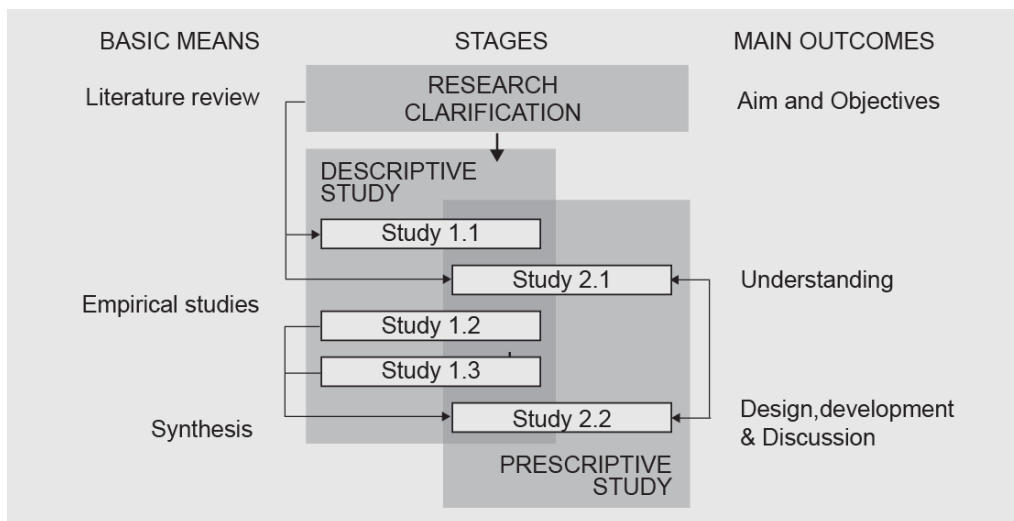 BASIC MEANS
STAGES
MAIN OUTCOMES
Literature review
RESEARCH
CLARIFICATION
Aim and Objectives
DESCRIPTIVE
STUDY
Study 1.1
Study 2.1
Understanding
Empirical studies
Study 1.2
Study 1.3
Synthesis
Study 2.2
Design,development
& Discussion
PRESCRIPTIVE
STUDY